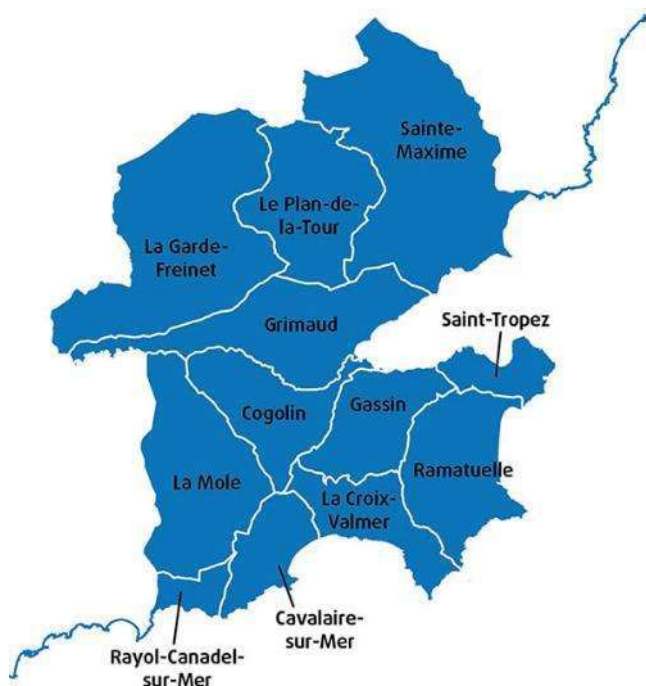 Sainte-
Maxime
Le Plan-de-
la-Tour
La Garde-
Freinet
Grimaud
Saint-Tropez
Cogolin
Gassin
La Mole
Ramatuelle
La Croix-
Valmer
Cavalaire-
sur-Mer
Rayol-Canadel-
sur-Mer